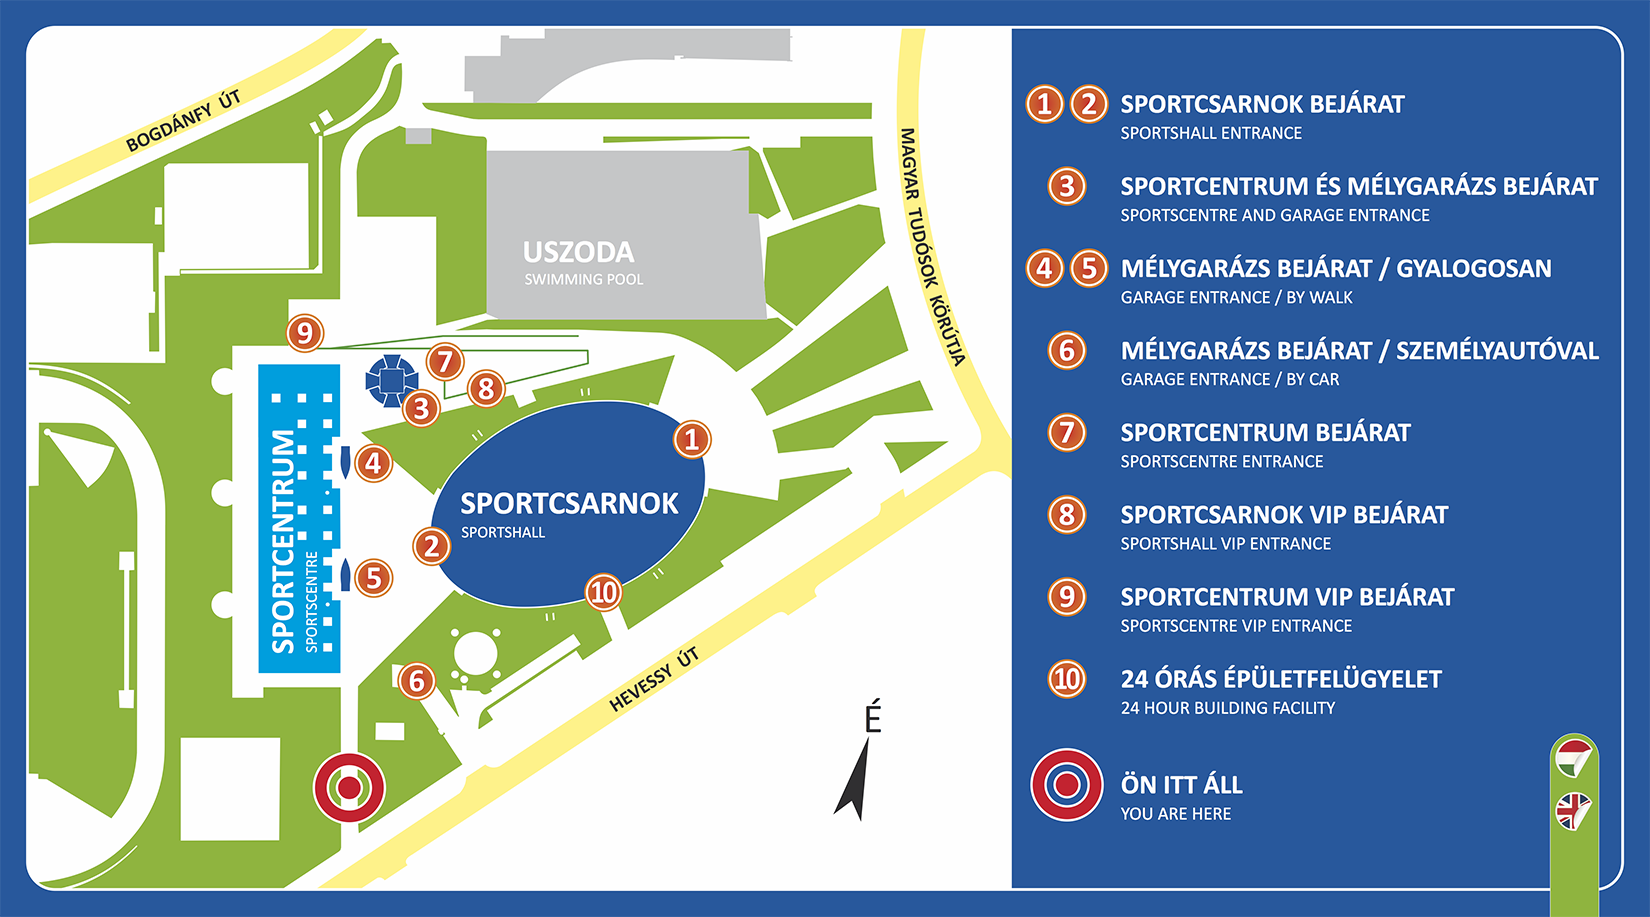 BOGDÁNFY ÚT
MAGYAR TUDÓSOK KÖRÚTJA
USZODA
SWIMMING POOL
9
7
8
3
1
4
SPORTCSARNOK
SPORTSHALL
2
5
10
SPORTCENTRUM
SPORTSCENTRE
6
HEVESSY ÚT
É
1 2 SPORTCSARNOK BEJÁRAT
SPORTSHALL ENTRANCE
3 SPORTCENTRUM ÉS MÉLYGARÁZS BEJÁRAT
SPORTSCENTRE AND GARAGE ENTRANCE
4 5 MÉLYGARÁZS BEJÁRAT / GYALOGOSAN
GARAGE ENTRANCE / BY WALK
6 MÉLYGARÁZS BEJÁRAT / SZEMÉLYAUTÓVAL
GARAGE ENTRANCE / BY CAR
7 SPORTCENTRUM BEJÁRAT
SPORTSCENTRE ENTRANCE
8 SPORTCSARNOK VIP BEJÁRAT
SPORTSHALL VIP ENTRANCE
9 SPORTCENTRUM VIP BEJÁRAT
SPORTSCENTRE VIP ENTRANCE
10 24 ÓRÁS ÉPÜLETFELÜGYELET
24 HOUR BUILDING FACILITY
ÖN ITT ÁLL
YOU ARE HERE